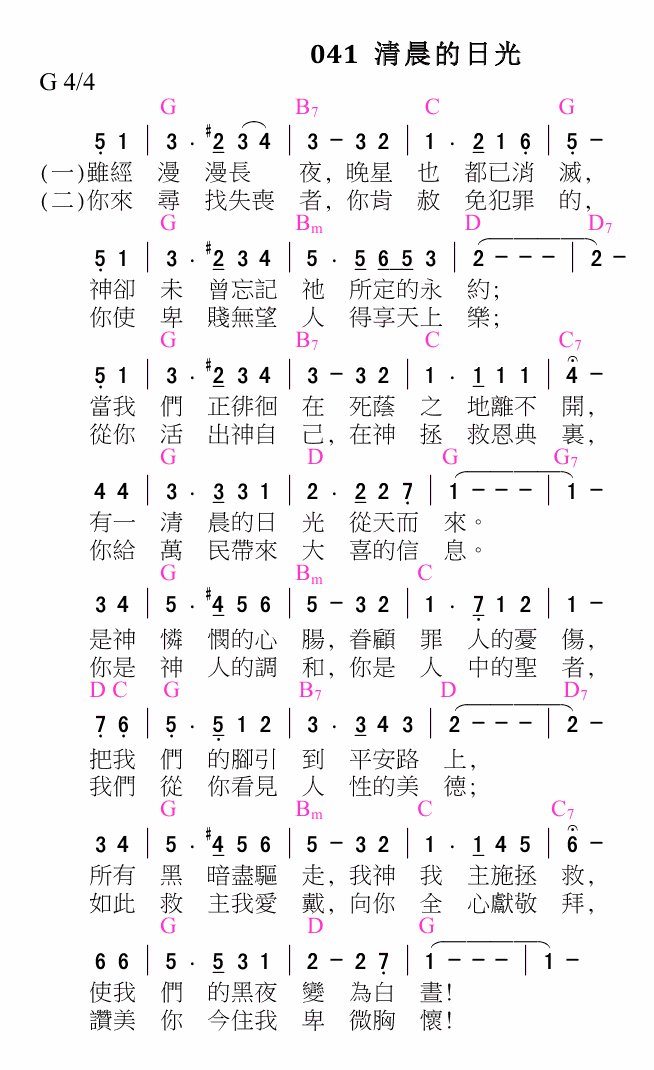 041 清晨的日光
G 4/4
G B7 C G
5 1 | 3 · #2 3 4 | 3 – 3 2 | 1 · 2 1 6 | 5 –
(一)雖經 漫 漫長 夜, 晚星 也 都已消 滅,
(二)你來 尋 找失喪 者, 你肯 赦 免犯罪 的,
G Bm D D7
5 1 | 3 · #2 3 4 | 5 · 5 6 5 3 | 2 – – – | 2 –
神卻 未 曾忘記 祂 所定的永 約;
你使 卑 賤無望 人 得享天上 樂;
G B7 C C7
5 1 | 3 · #2 3 4 | 3 – 3 2 | 1 · 1 1 1 | 4 –
當我 們 正徘徊 在 死蔭 之 地離不 開,
從你 活 出神自 己, 在神 拯 救恩典 裏,
G D G G7
4 4 | 3 · 3 3 1 | 2 · 2 2 7 | 1 – – – | 1 –
有一 清 晨的日 光 從天而 來。
你給 萬 民帶來 大 喜的信 息。
G Bm C
3 4 | 5 · #4 5 6 | 5 – 3 2 | 1 · 7 1 2 | 1 –
是神 憐 憫的心 腸, 眷顧 罪 人的憂 傷,
你是 神 人的調 和, 你是 人 中的聖 者,
D C G B7 D D7
7 6 | 5 · 5 1 2 | 3 · 3 4 3 | 2 – – – | 2 –
把我 們 的腳引 到 平安路 上,
我們 從 你看見 人 性的美 德;
G Bm C C7
3 4 | 5 · #4 5 6 | 5 – 3 2 | 1 · 1 4 5 | 6 –
所有 黑 暗盡驅 走, 我神 我 主施拯 救,
如此 救 主我愛 戴, 向你 全 心獻敬 拜,
G D G
6 6 | 5 · 5 3 1 | 2 – 2 7 | 1 – – – | 1 –
使我 們 的黑夜 變 為白 晝!
讚美 你 今住我 卑 微胸 懷!